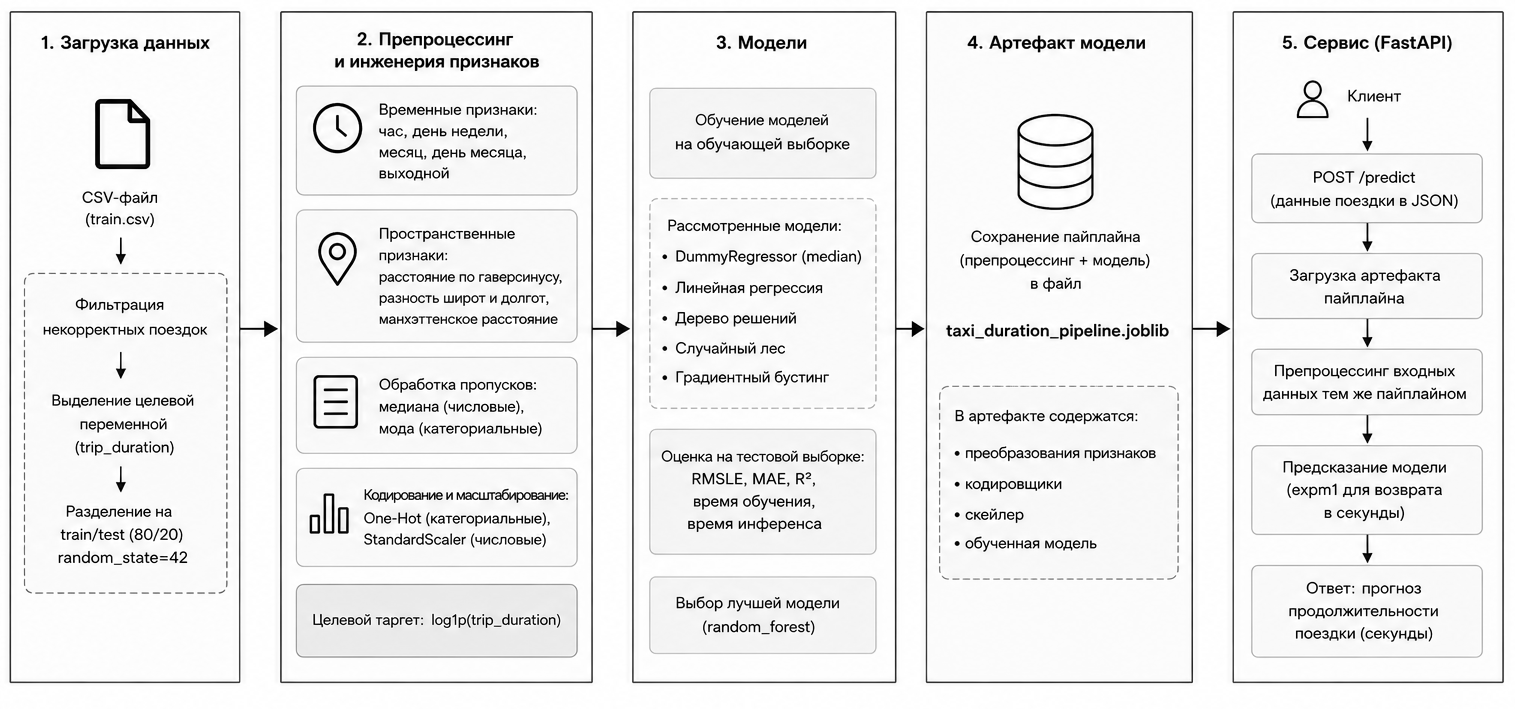 1. Загрузка данных
CSV-файл
(train.csv)
Фильтрация
некорректных поездок
Выделение целевой
переменной
(trip_duration)
Разделение на
train/test (80/20)
random_state=42
2. Препроцессинг
и инженерия признаков
Временные признаки:
час, день недели,
месяц, день месяца,
выходной
Пространственные
признаки:
расстояние по гаверсинусу,
разность широт и долгот,
манхэттенское расстояние
Обработка пропусков:
медиана (числовые),
мода (категориальные)
Кодирование и масштабирование:
One-Hot (категориальные),
StandardScaler (числовые)
Целевой таргет: log1p(trip_duration)
3. Модели
Обучение моделей
на обучающей выборке
Рассмотренные модели:
• DummyRegressor (median)
• Линейная регрессия
• Дерево решений
• Случайный лес
• Градиентный бустинг
Оценка на тестовой выборке:
RMSLE, MAE, R²,
время обучения,
время инференса
Выбор лучшей модели
(random_forest)
4. Артефакт модели
Сохранение пайплайна
(препроцессинг + модель)
в файл
taxi_duration_pipeline.joblib
В артефакте содержатся:
• преобразования признаков
• кодировщики
• скейлер
• обученная модель
5. Сервис (FastAPI)
Клиент
POST /predict
(данные поездки в JSON)
Загрузка артефакта
пайплайна
Препроцессинг входных
данных тем же пайплайном
Предсказание модели
(expm1 для возврата
в секунды)
Ответ: прогноз
продолжительности
поездки (секунды)